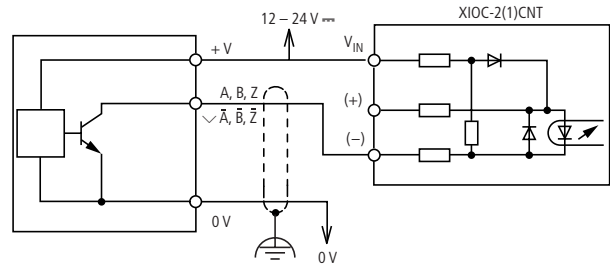 XIOC-2(1)CNT
12 – 24 V ⎓
+ V
V_IN
A, B, Z
(+)
∨ A̅, B̅, Z̅
(–)
0 V
0 V